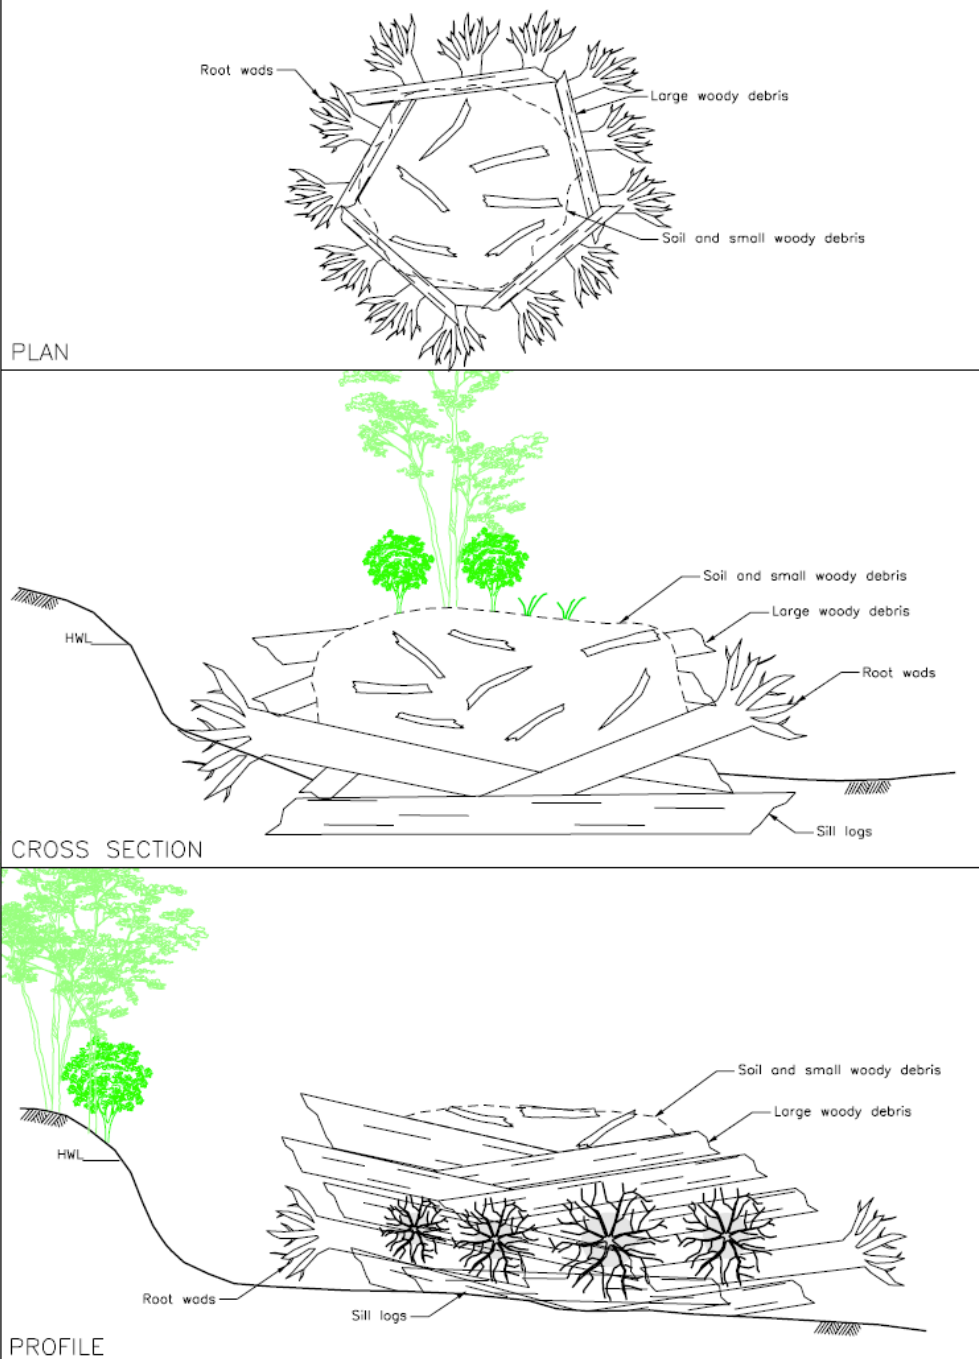 Root wads
Large woody debris
Soil and small woody debris
PLAN
Soil and small woody debris
Large woody debris
HWL
Root wads
Sill logs
CROSS SECTION
Soil and small woody debris
Large woody debris
HWL
Root wads
Sill logs
PROFILE